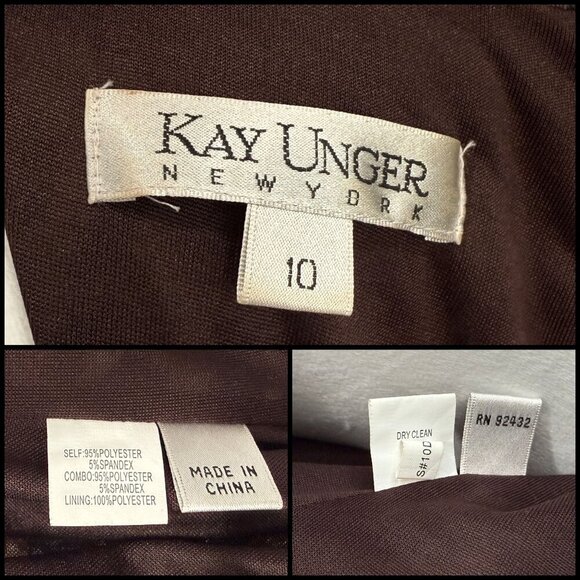 KAY UNGER
NEW YORK
10
SELF:95%POLYESTER
5%SPANDEX
COMBO:95%POLYESTER
5%SPANDEX
LINING:100%POLYESTER
MADE IN
CHINA
DRY CLEAN
S#10D
RN 92432